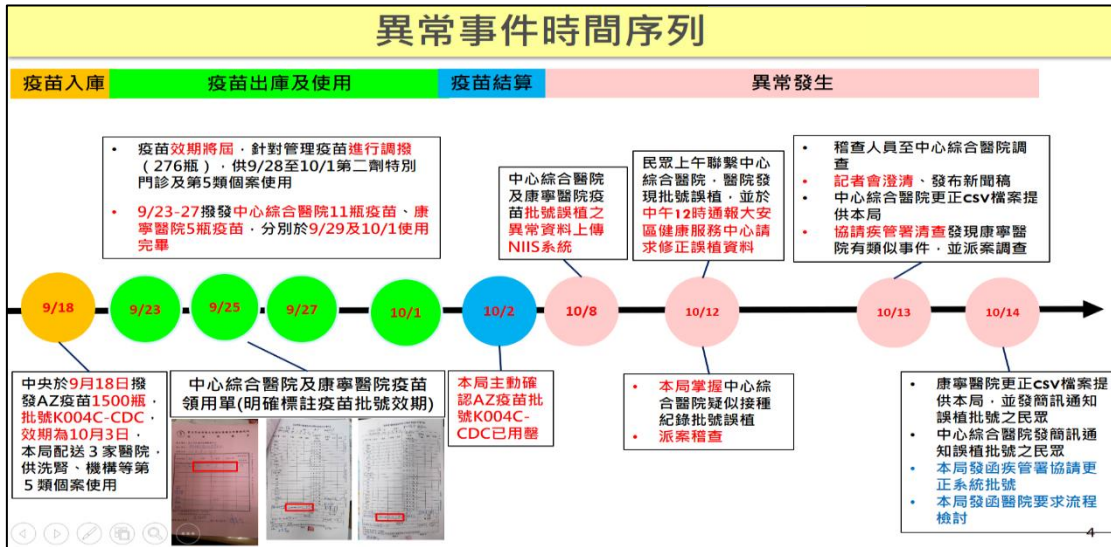 異常事件時間序列
疫苗入庫
疫苗出庫及使用
疫苗結算
異常發生
• 疫苗效期將屆，針對管理疫苗進行調撥
（276瓶），供9/28至10/1第二劑特別
門診及第5類個案使用
• 9/23-27撥發中心綜合醫院11瓶疫苗、康
寧醫院5瓶疫苗，分別於9/29及10/1使用
完畢
中心綜合醫院
及康寧醫院疫
苗批號誤植之
異常資料上傳
NIIS系統
民眾上午聯繫中心
綜合醫院，醫院發
現批號誤植，並於
中午12時通報大安
區健康服務中心請
求修正誤植資料
• 稽查人員至中心綜合醫院調
查
• 記者會澄清、發布新聞稿
• 中心綜合醫院更正csv檔案提
供本局
• 協請疾管署清查發現康寧醫
院有類似事件，並派案調查
9/18
9/23
9/25
9/27
10/1
10/2
10/8
10/12
10/13
10/14
中央於9月18日撥
發AZ疫苗1500瓶，
批號K004C-CDC，
效期為10月3日，
本局配送3家醫院，
供洗腎、機構等第
5類個案使用
中心綜合醫院及康寧醫院疫苗
領用單(明確標註疫苗批號效期)
本局主動確
認AZ疫苗批
號K004C-
CDC已用罄
• 本局掌握中心綜
合醫院疑似接種
紀錄批號誤植
• 派案稽查
• 康寧醫院更正CSV檔案提
供本局，並發簡訊通知
誤植批號之民眾
• 中心綜合醫院發簡訊通
知誤植批號之民眾
• 本局發函疾管署協請更
正系統批號
• 本局發函醫院要求流程
檢討
4